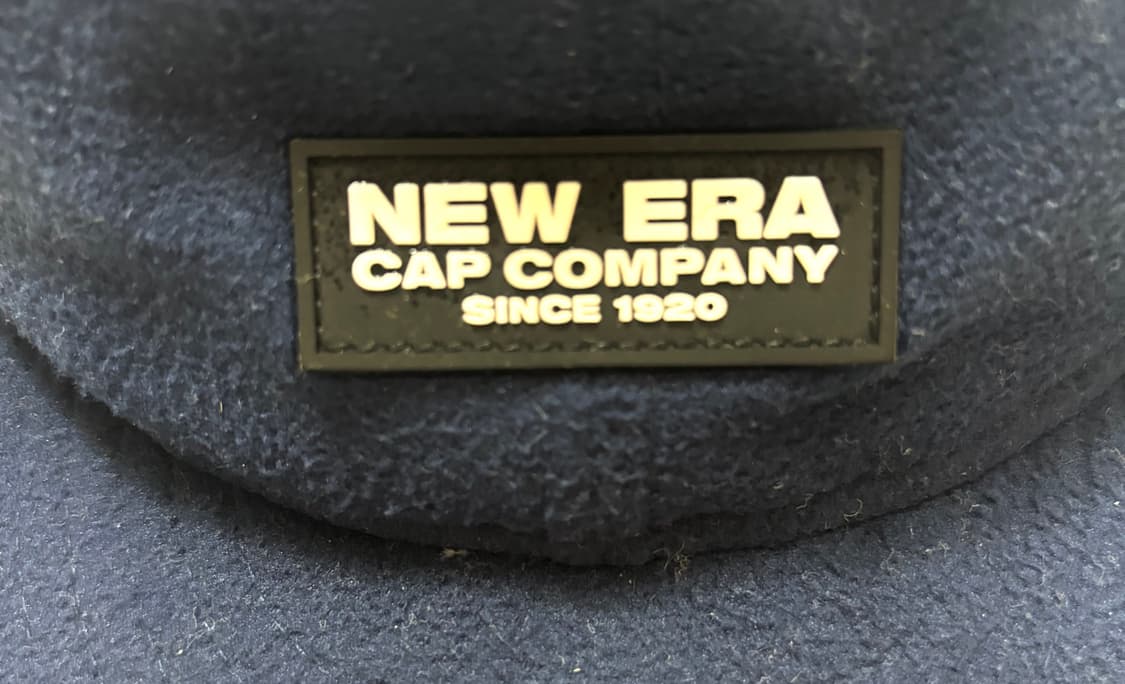 NEW ERA
CAP COMPANY
SINCE 1920